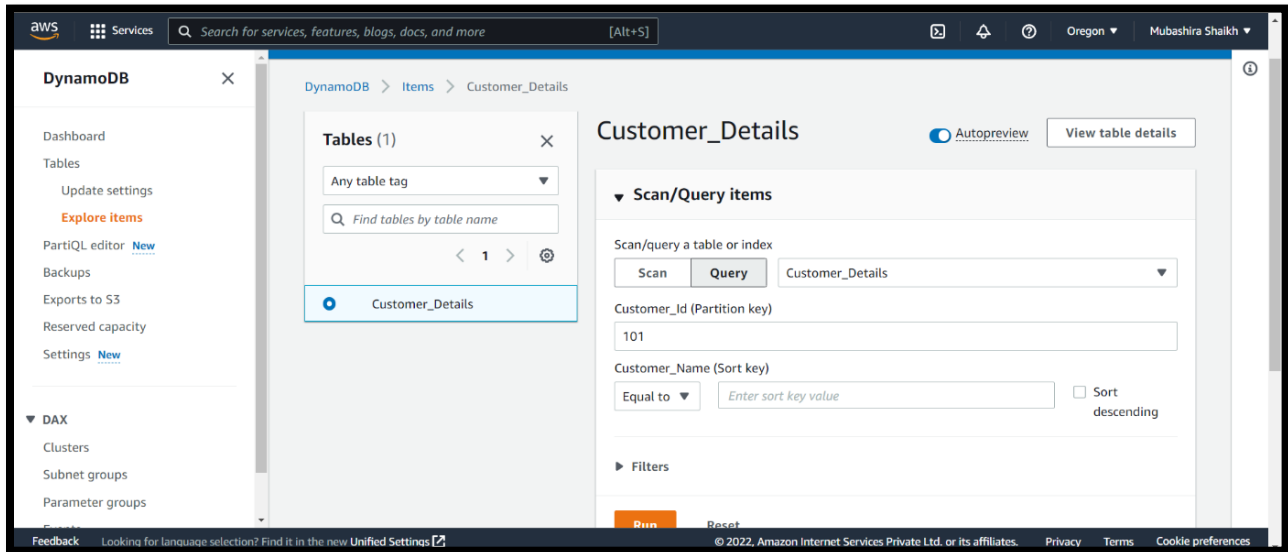 aws
Services
Search for services, features, blogs, docs, and more
[Alt+S]
Oregon ▼
Mubashira Shaikh ▼
DynamoDB
Dashboard
Tables
Update settings
Explore items
PartiQL editor New
Backups
Exports to S3
Reserved capacity
Settings New
▼ DAX
Clusters
Subnet groups
Parameter groups
DynamoDB > Items > Customer_Details
Tables (1)
Any table tag
Find tables by table name
< 1 >
Customer_Details
Customer_Details
Autopreview
View table details
Scan/Query items
Scan/query a table or index
Scan
Query
Customer_Details
Customer_Id (Partition key)
101
Customer_Name (Sort key)
Equal to
Enter sort key value
Sort
descending
Filters
Run
Reset
Feedback
Looking for language selection? Find it in the new Unified Settings
© 2022, Amazon Internet Services Private Ltd. or its affiliates.
Privacy
Terms
Cookie preferences